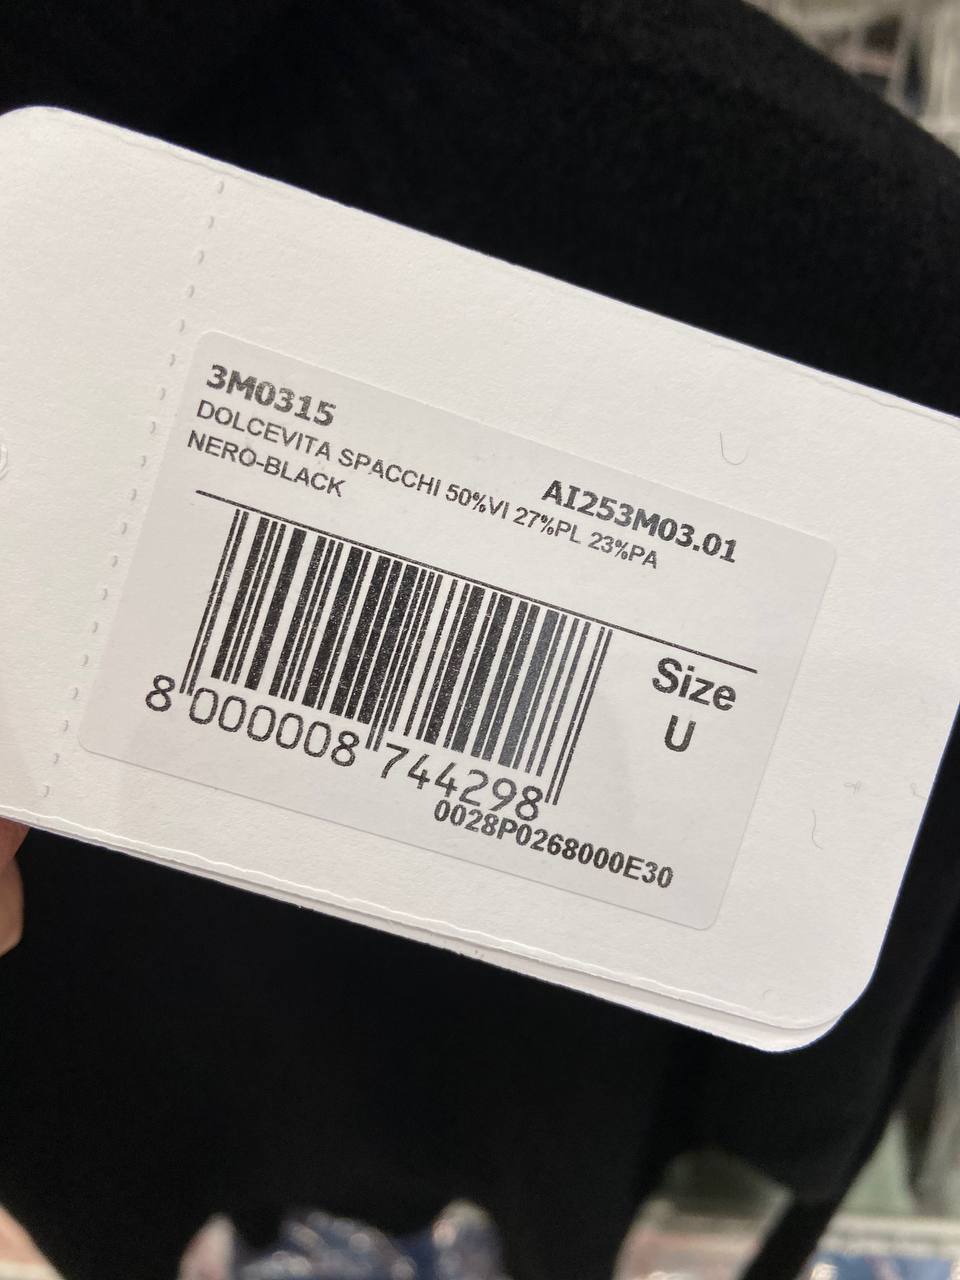 3M0315
AI253M03.01
DOLCEVITA SPACCHI 50%VI 27%PL 23%PA
NERO-BLACK
Size
U
8 000008 744298
0028P0268000E30